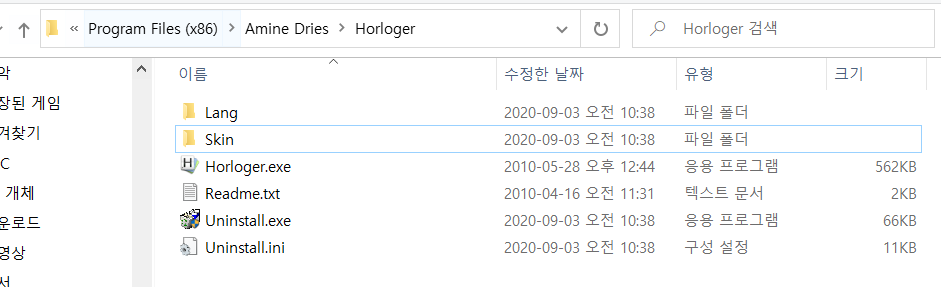 « Program Files (x86) > Amine Dries > Horloger
Horloger 검색
이름 수정한 날짜 유형 크기
Lang 2020-09-03 오전 10:38 파일 폴더
Skin 2020-09-03 오전 10:38 파일 폴더
Horloger.exe 2010-05-28 오후 12:44 응용 프로그램 562KB
Readme.txt 2010-04-16 오전 11:31 텍스트 문서 2KB
Uninstall.exe 2020-09-03 오전 10:38 응용 프로그램 66KB
Uninstall.ini 2020-09-03 오전 10:38 구성 설정 11KB
악
장된 게임
겨찾기
C
개체
운로드
영상
서